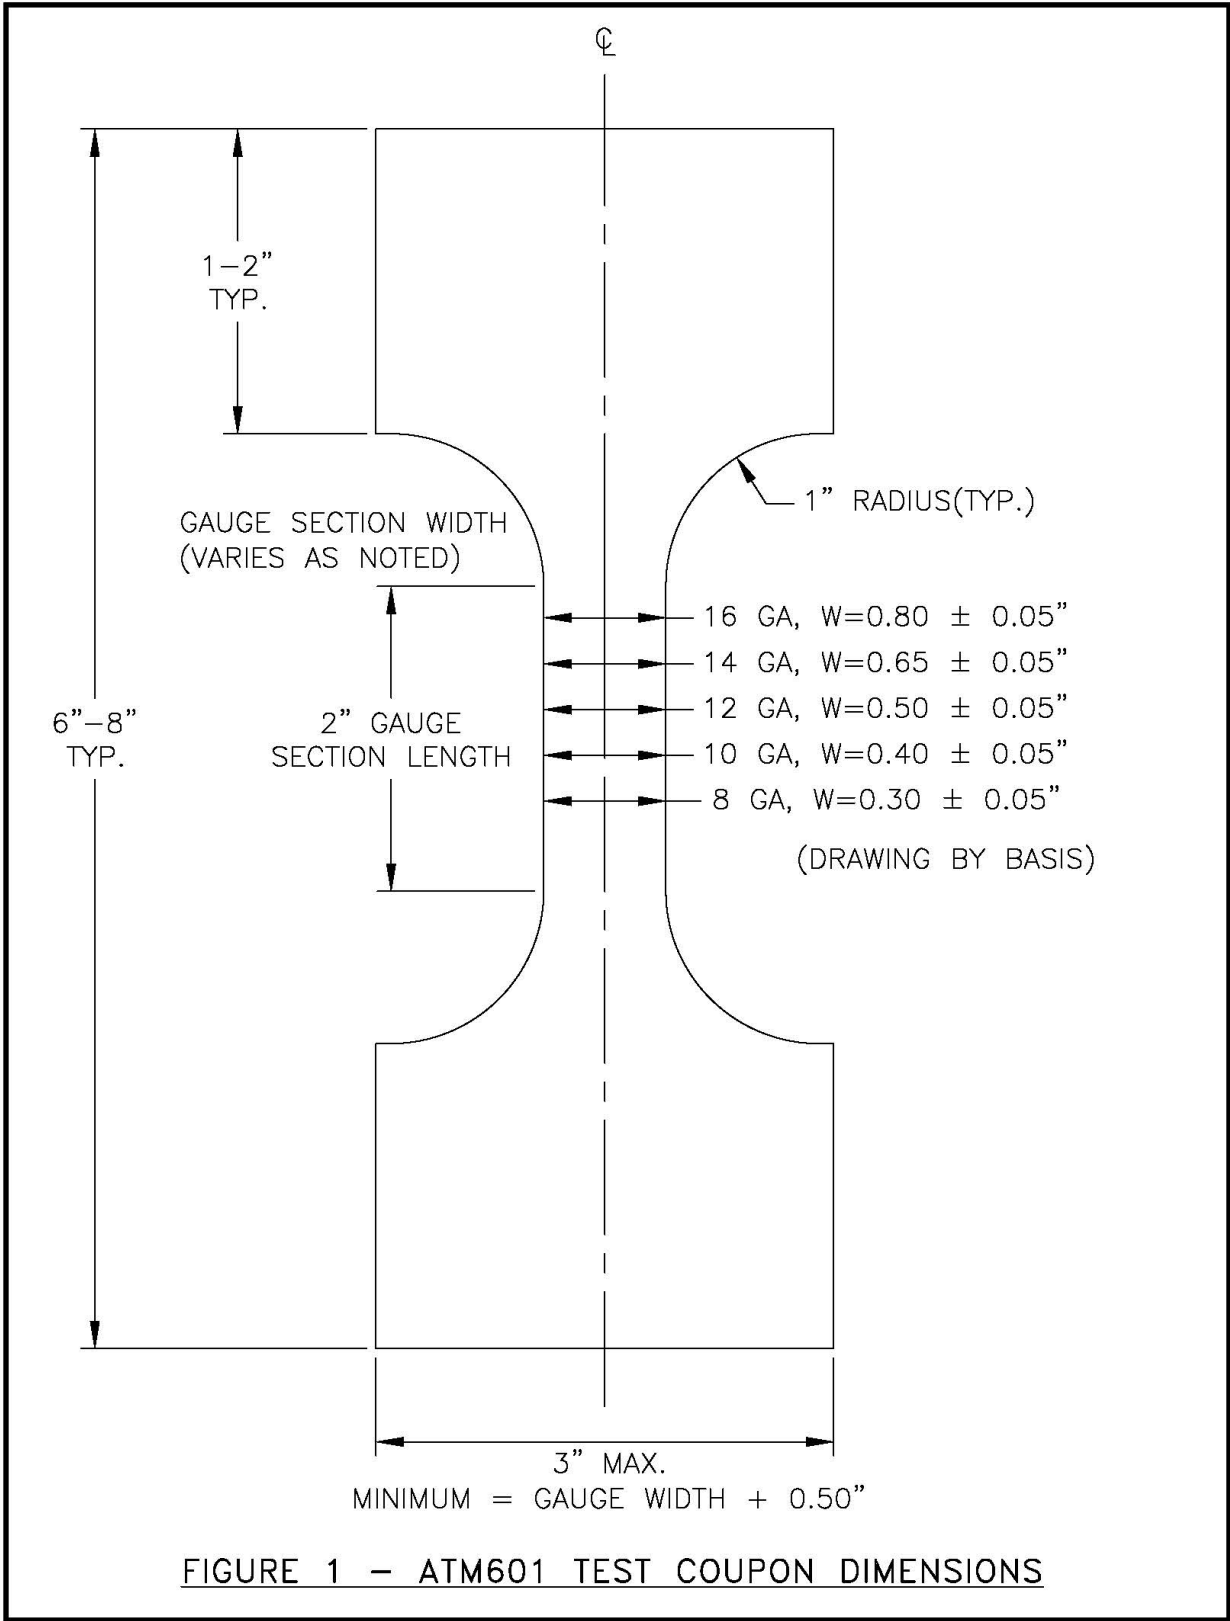 ℄
1–2”
TYP.
1” RADIUS(TYP.)
GAUGE SECTION WIDTH
(VARIES AS NOTED)
16 GA, W=0.80 ± 0.05”
14 GA, W=0.65 ± 0.05”
12 GA, W=0.50 ± 0.05”
10 GA, W=0.40 ± 0.05”
8 GA, W=0.30 ± 0.05”
(DRAWING BY BASIS)
6”–8”
TYP.
2” GAUGE
SECTION LENGTH
3” MAX.
MINIMUM = GAUGE WIDTH + 0.50”
FIGURE 1 – ATM601 TEST COUPON DIMENSIONS